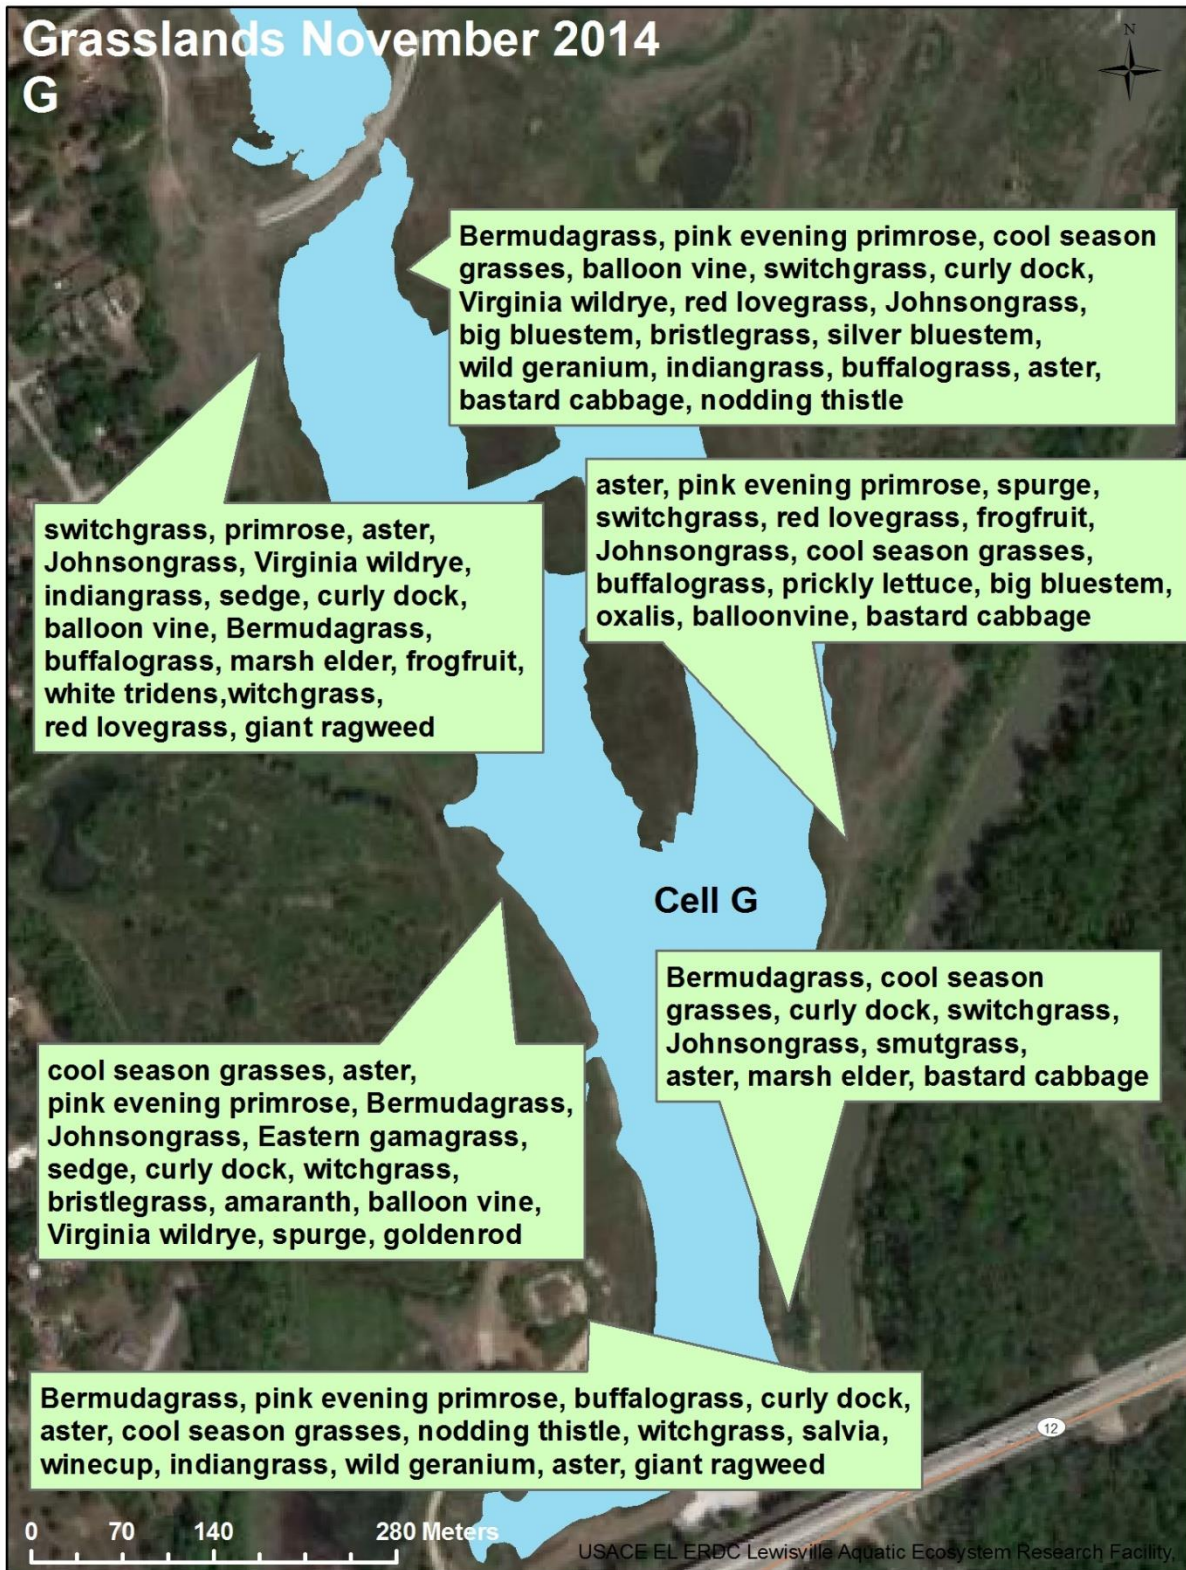 Grasslands November 2014
G
N
Bermudagrass, pink evening primrose, cool season
grasses, balloon vine, switchgrass, curly dock,
Virginia wildrye, red lovegrass, Johnsongrass,
big bluestem, bristlegrass, silver bluestem,
wild geranium, indiangrass, buffalograss, aster,
bastard cabbage, nodding thistle
aster, pink evening primrose, spurge,
switchgrass, red lovegrass, frogfruit,
Johnsongrass, cool season grasses,
buffalograss, prickly lettuce, big bluestem,
oxalis, balloonvine, bastard cabbage
switchgrass, primrose, aster,
Johnsongrass, Virginia wildrye,
indiangrass, sedge, curly dock,
balloon vine, Bermudagrass,
buffalograss, marsh elder, frogfruit,
white tridens,witchgrass,
red lovegrass, giant ragweed
Cell G
Bermudagrass, cool season
grasses, curly dock, switchgrass,
Johnsongrass, smutgrass,
aster, marsh elder, bastard cabbage
cool season grasses, aster,
pink evening primrose, Bermudagrass,
Johnsongrass, Eastern gamagrass,
sedge, curly dock, witchgrass,
bristlegrass, amaranth, balloon vine,
Virginia wildrye, spurge, goldenrod
Bermudagrass, pink evening primrose, buffalograss, curly dock,
aster, cool season grasses, nodding thistle, witchgrass, salvia,
winecup, indiangrass, wild geranium, aster, giant ragweed
12
0 70 140 280 Meters
USACE EL ERDC Lewisville Aquatic Ecosystem Research Facility,